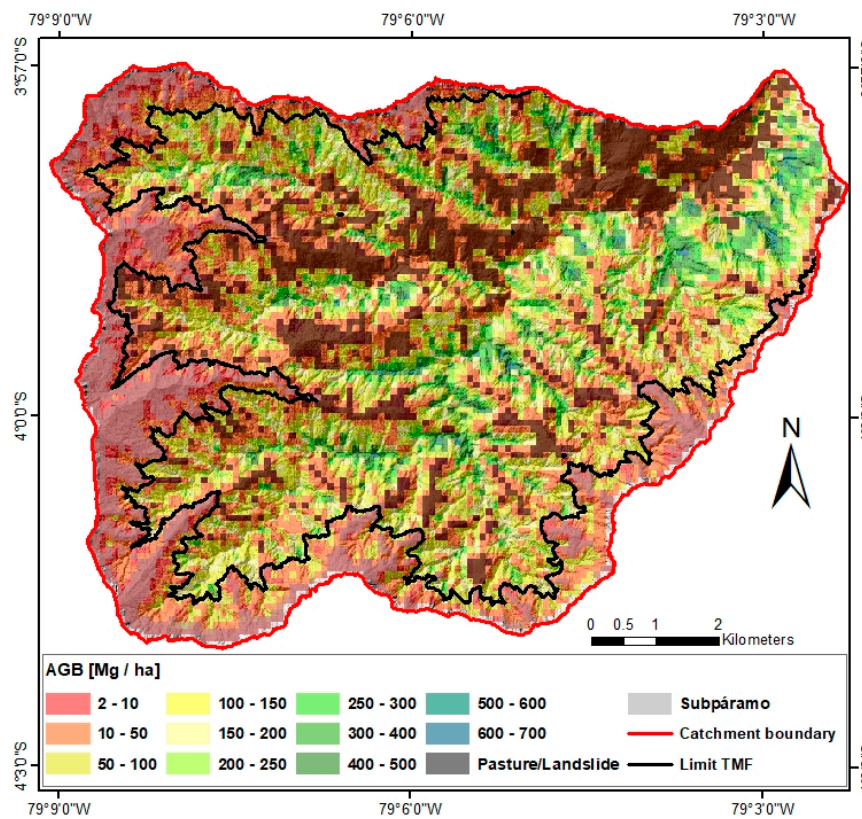 79°9'0"W 79°6'0"W 79°3'0"W
3°57'0"S
4°0'0"S
N
0 0.5 1 2
Kilometers
AGB [Mg / ha]
2 - 10 100 - 150 250 - 300 500 - 600 Subpáramo
10 - 50 150 - 200 300 - 400 600 - 700 Catchment boundary
50 - 100 200 - 250 400 - 500 Pasture/Landslide Limit TMF
4°3'0"S
79°9'0"W 79°6'0"W 79°3'0"W